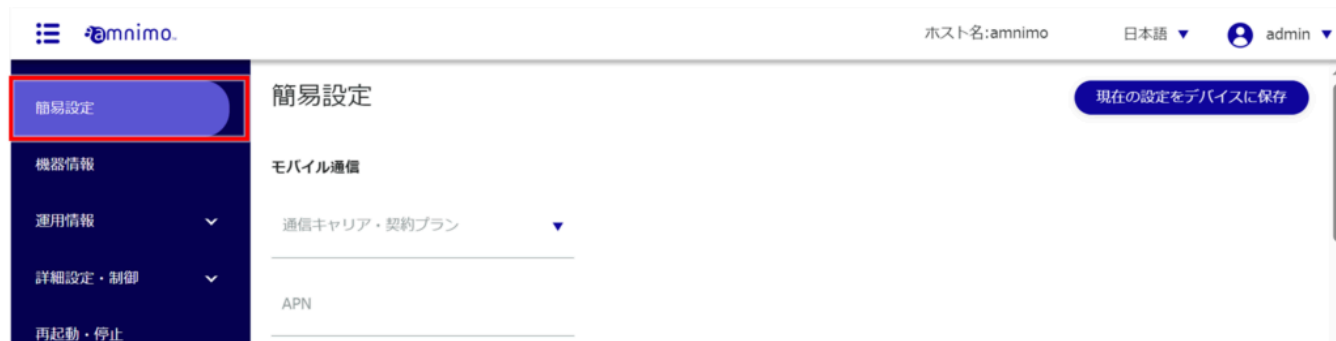 amnimo.
ホスト名:amnimo
日本語 ▼
admin ▼
簡易設定
機器情報
運用情報
詳細設定・制御
再起動・停止
簡易設定
現在の設定をデバイスに保存
モバイル通信
通信キャリア・契約プラン ▼
APN